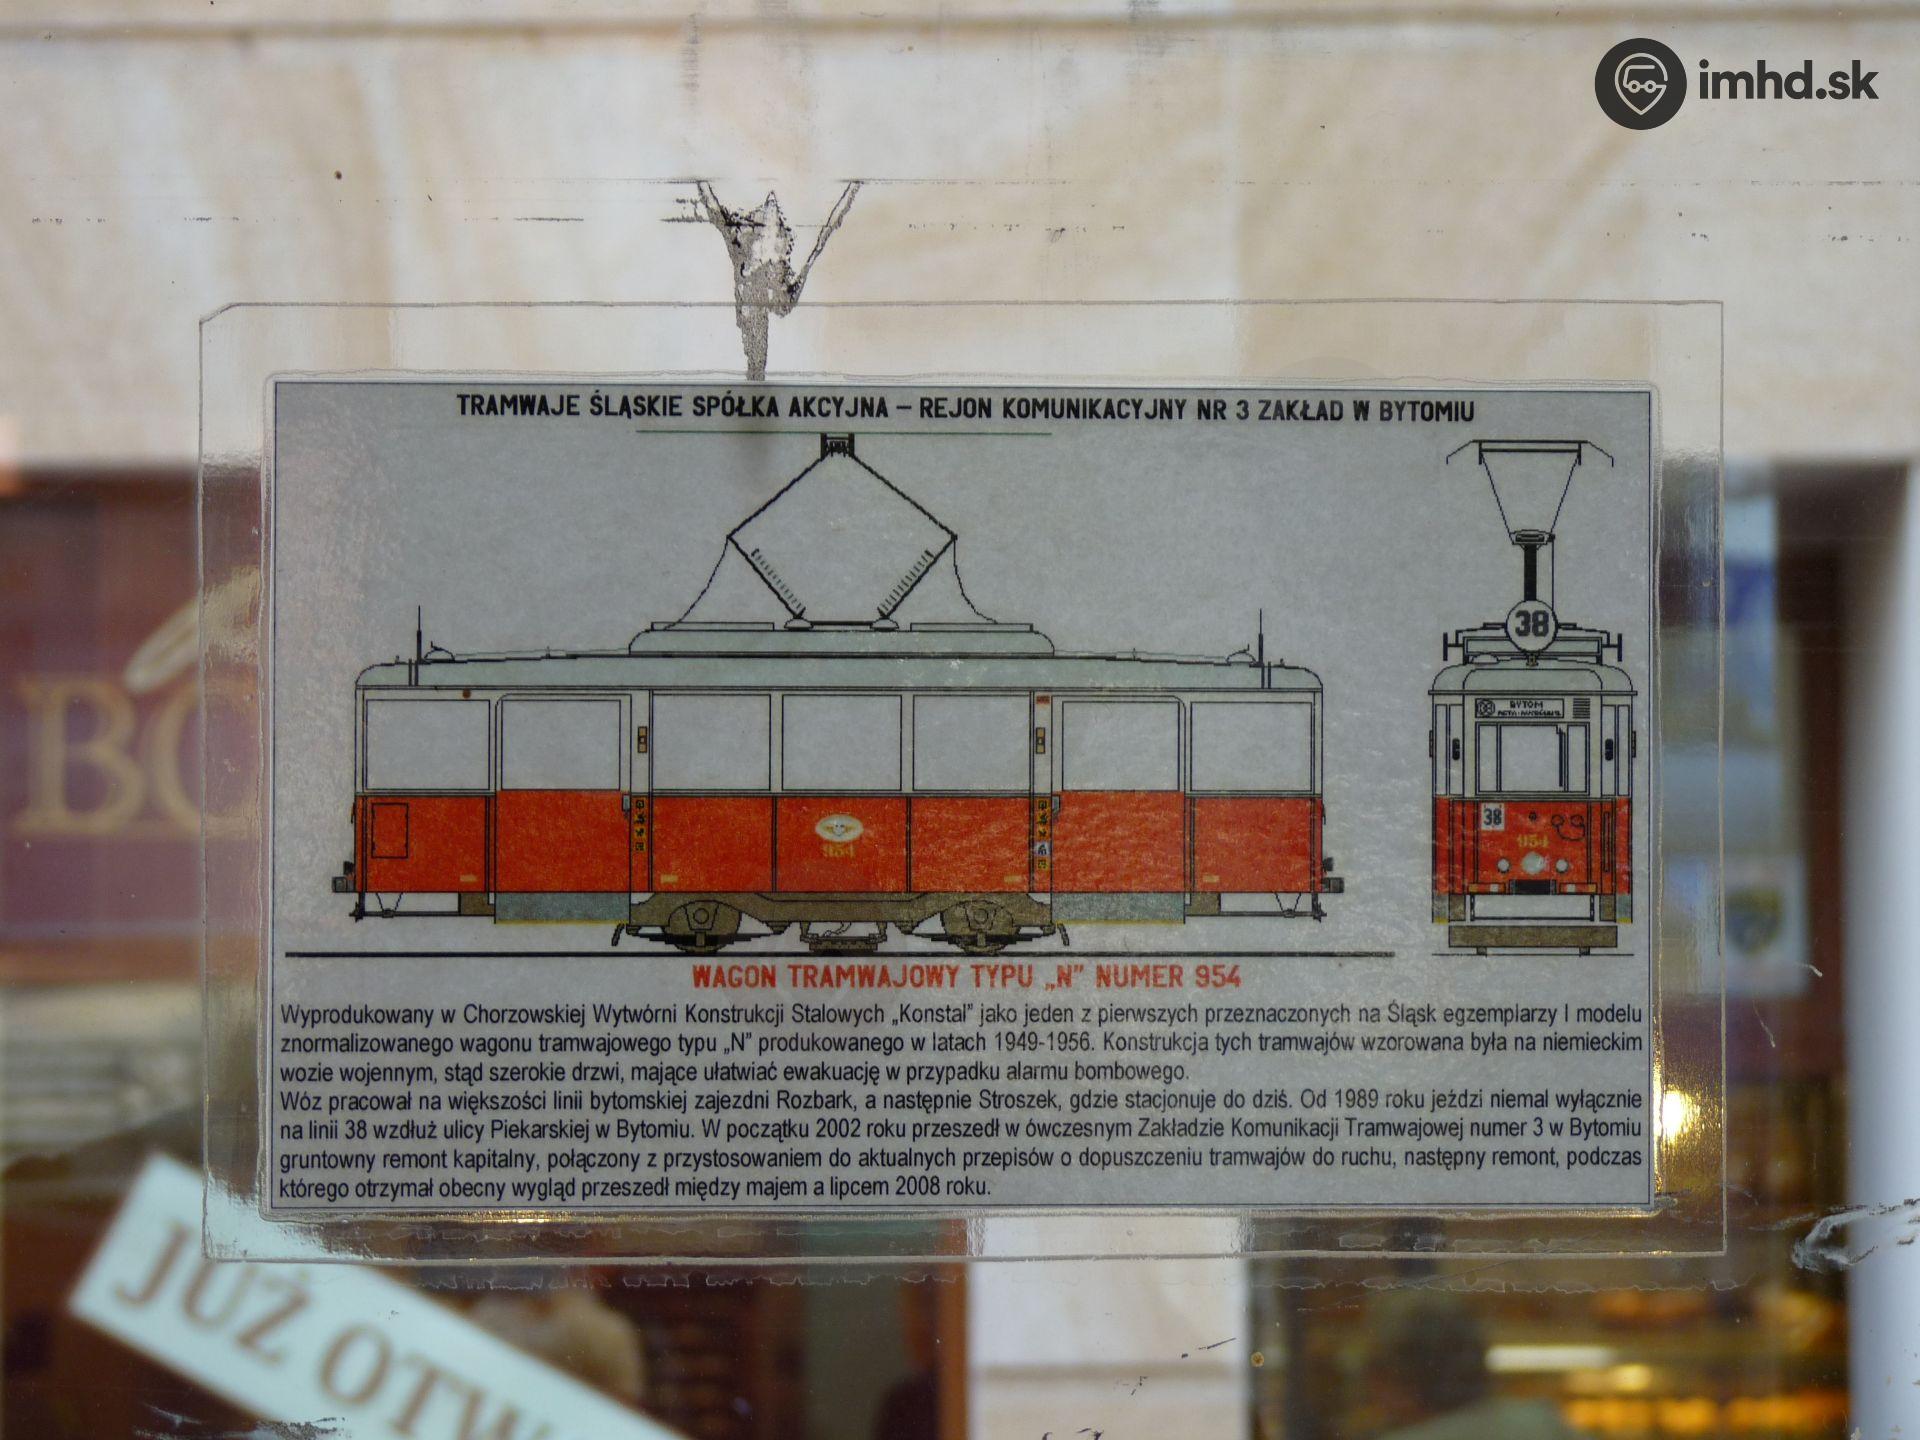 imhd.sk
TRAMWAJE ŚLĄSKIE SPÓŁKA AKCYJNA – REJON KOMUNIKACYJNY NR 3 ZAKŁAD W BYTOMIU
38
BYTOM
38
954
954
WAGON TRAMWAJOWY TYPU „N” NUMER 954
Wyprodukowany w Chorzowskiej Wytwórni Konstrukcji Stalowych „Konstal” jako jeden z pierwszych przeznaczonych na Śląsk egzemplarzy I modelu
znormalizowanego wagonu tramwajowego typu „N” produkowanego w latach 1949-1956. Konstrukcja tych tramwajów wzorowana była na niemieckim
wozie wojennym, stąd szerokie drzwi, mające ułatwiać ewakuację w przypadku alarmu bombowego.
Wóz pracował na większości linii bytomskiej zajezdni Rozbark, a następnie Stroszek, gdzie stacjonuje do dziś. Od 1989 roku jeździ niemal wyłącznie
na linii 38 wzdłuż ulicy Piekarskiej w Bytomiu. W początku 2002 roku przeszedł w ówczesnym Zakładzie Komunikacji Tramwajowej numer 3 w Bytomiu
gruntowny remont kapitalny, połączony z przystosowaniem do aktualnych przepisów o dopuszczeniu tramwajów do ruchu, następny remont, podczas
którego otrzymał obecny wygląd przeszedł między majem a lipcem 2008 roku.
JUŻ OTW